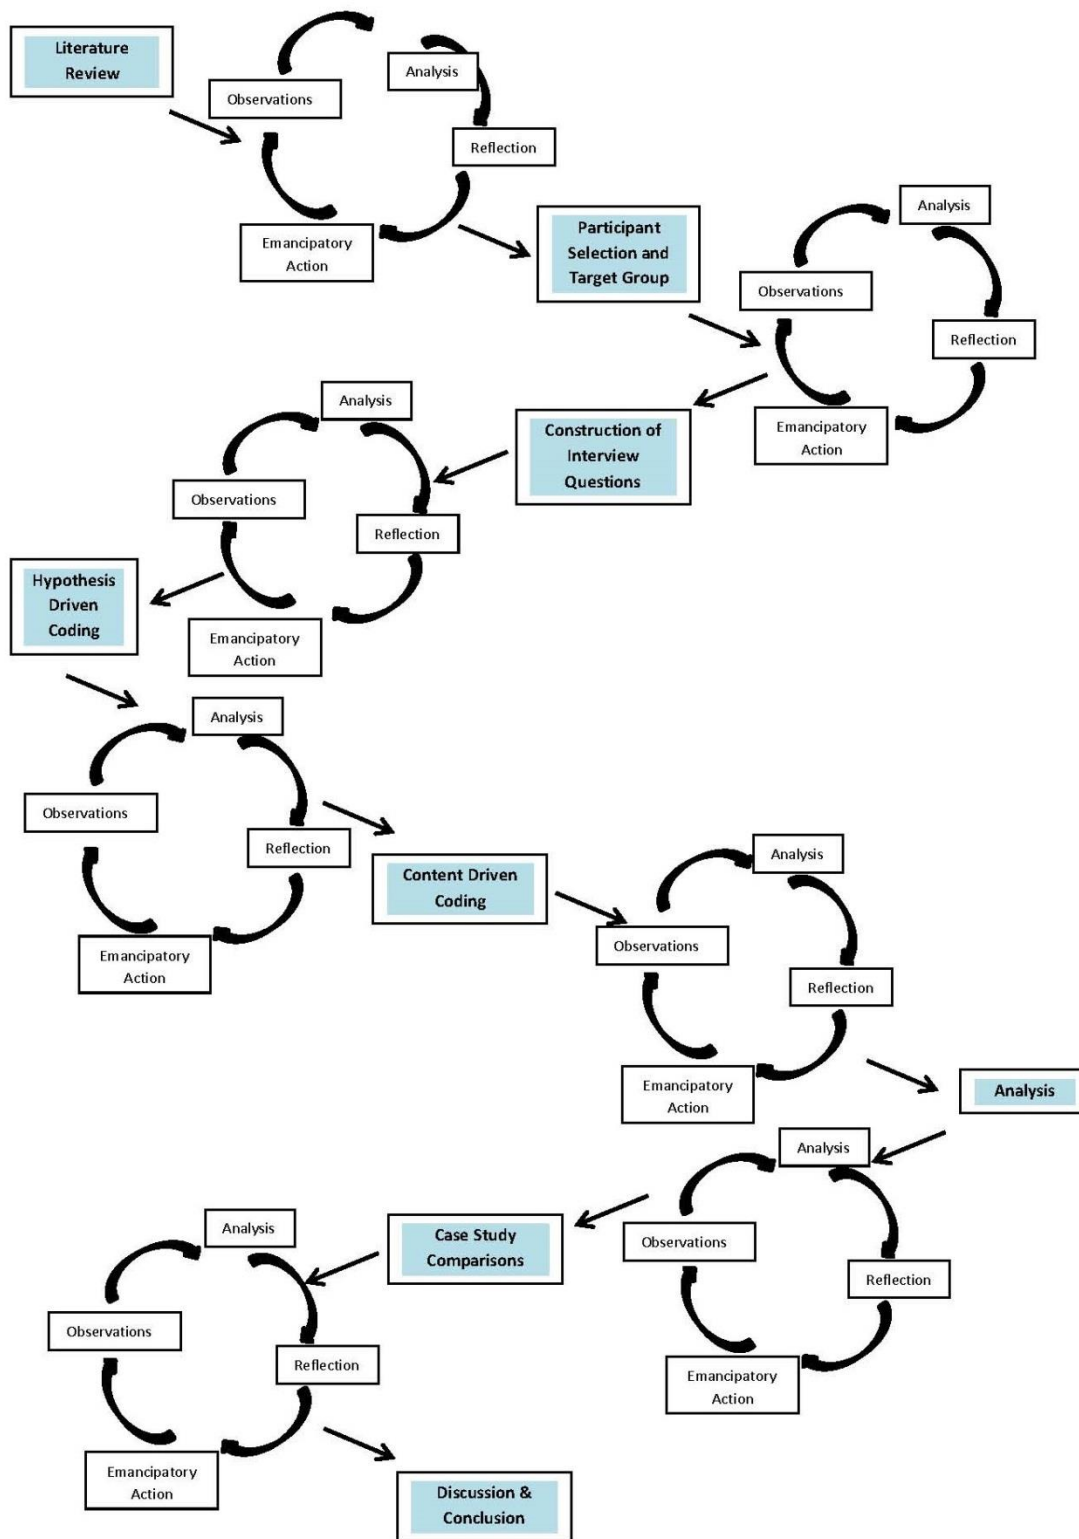 Literature
Review
Analysis
Observations
Reflection
Emancipatory
Action
Participant
Selection and
Target Group
Analysis
Observations
Reflection
Emancipatory
Action
Construction of
Interview
Questions
Analysis
Observations
Reflection
Emancipatory
Action
Hypothesis
Driven
Coding
Analysis
Observations
Reflection
Emancipatory
Action
Content Driven
Coding
Analysis
Observations
Reflection
Emancipatory
Action
Analysis
Analysis
Observations
Reflection
Emancipatory
Action
Case Study
Comparisons
Analysis
Observations
Reflection
Emancipatory
Action
Discussion &
Conclusion